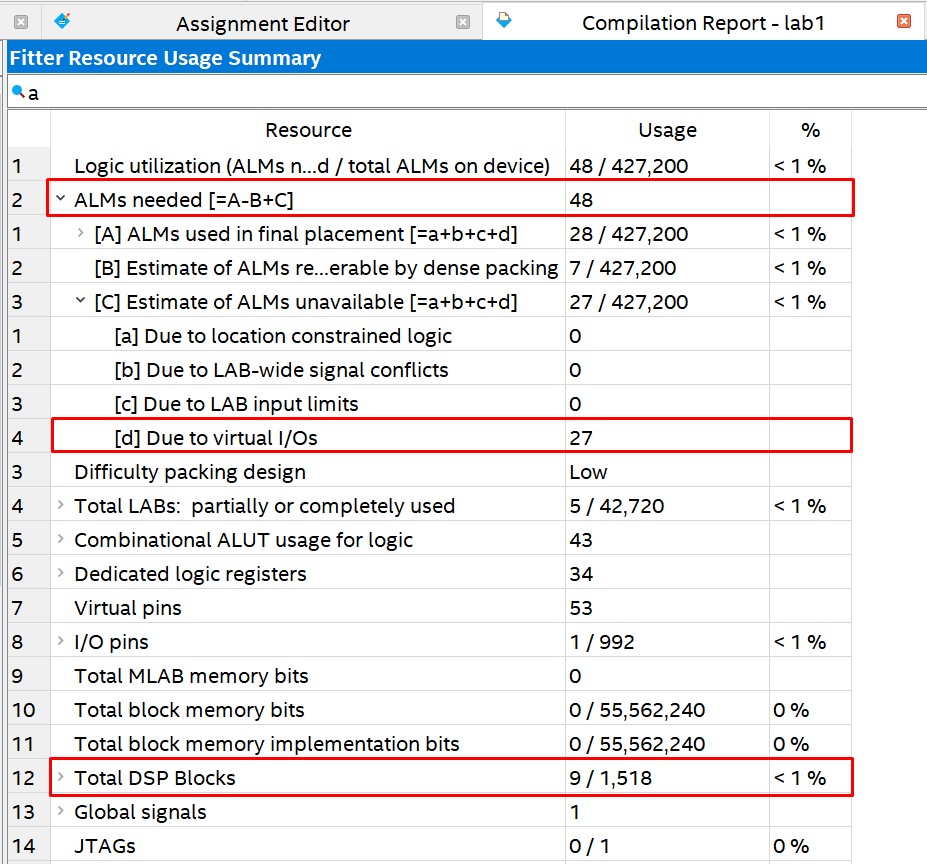 Assignment Editor Compilation Report - lab1
Fitter Resource Usage Summary
a
Resource Usage %
1 Logic utilization (ALMs n...d / total ALMs on device) 48 / 427,200 < 1 %
2 ALMs needed [=A-B+C] 48
1 [A] ALMs used in final placement [=a+b+c+d] 28 / 427,200 < 1 %
2 [B] Estimate of ALMs re...erable by dense packing 7 / 427,200 < 1 %
3 [C] Estimate of ALMs unavailable [=a+b+c+d] 27 / 427,200 < 1 %
1 [a] Due to location constrained logic 0
2 [b] Due to LAB-wide signal conflicts 0
3 [c] Due to LAB input limits 0
4 [d] Due to virtual I/Os 27
3 Difficulty packing design Low
4 Total LABs: partially or completely used 5 / 42,720 < 1 %
5 Combinational ALUT usage for logic 43
6 Dedicated logic registers 34
7 Virtual pins 53
8 I/O pins 1 / 992 < 1 %
9 Total MLAB memory bits 0
10 Total block memory bits 0 / 55,562,240 0 %
11 Total block memory implementation bits 0 / 55,562,240 0 %
12 Total DSP Blocks 9 / 1,518 < 1 %
13 Global signals 1
14 JTAGs 0 / 1 0 %